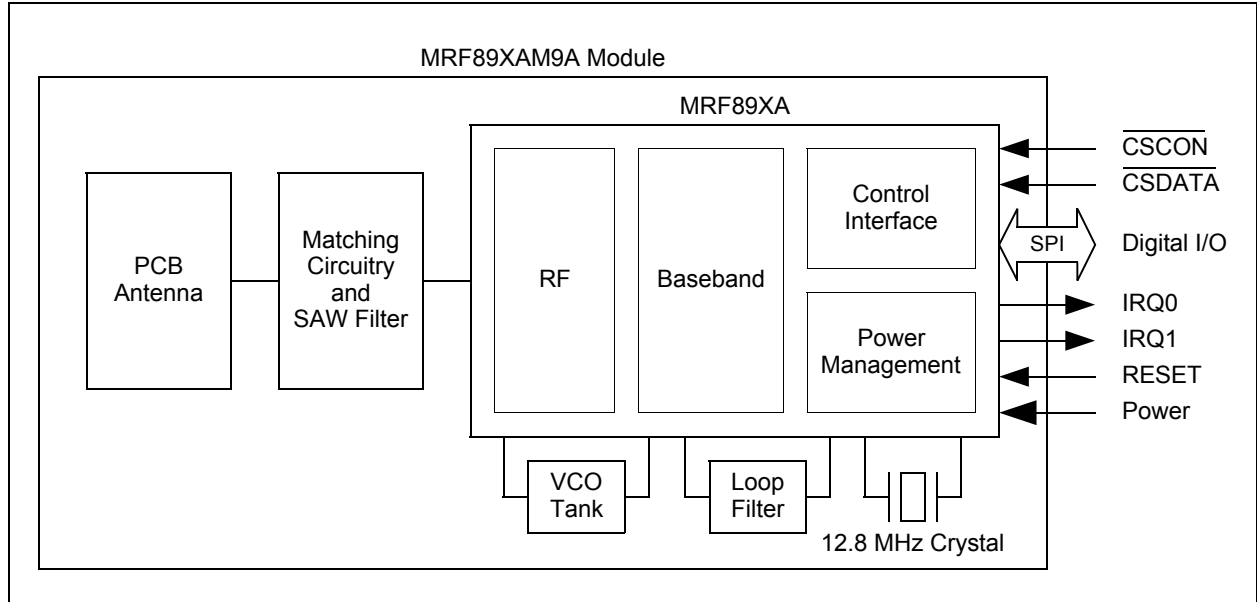 MRF89XAM9A Module
MRF89XA
PCB
Antenna
Matching
Circuitry
and
SAW Filter
RF
Baseband
Control
Interface
Power
Management
CSCON
CSDATA
SPI
Digital I/O
IRQ0
IRQ1
RESET
Power
VCO
Tank
Loop
Filter
12.8 MHz Crystal